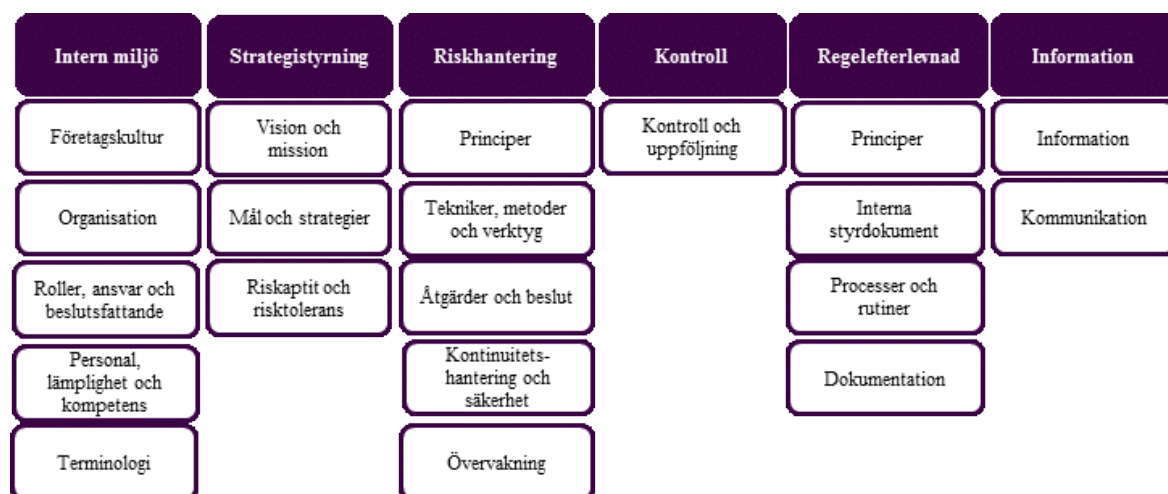 Intern miljö
Företagskultur
Organisation
Roller, ansvar och
beslutsfattande
Personal,
lämplighet och
kompetens
Terminologi
Strategistyrning
Vision och
mission
Mål och strategier
Riskaptit och
risktolerans
Riskhantering
Principer
Tekniker, metoder
och verktyg
Åtgärder och beslut
Kontinuitets-
hantering och
säkerhet
Övervakning
Kontroll
Kontroll och
uppföljning
Regelefterlevnad
Principer
Interna
styrdokument
Processer och
rutiner
Dokumentation
Information
Information
Kommunikation